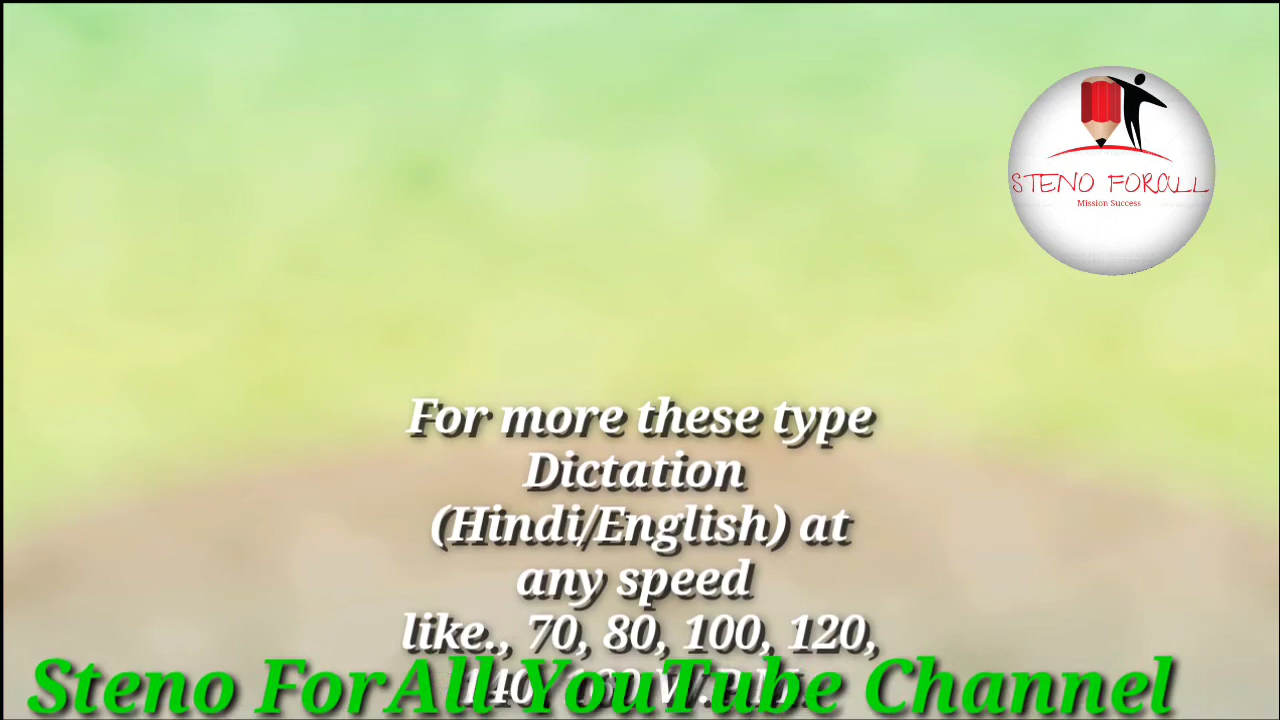 STENO FORALL
Mission Success
For more these type
Dictation
(Hindi/English) at
any speed
like., 70, 80, 100, 120,
140,
Steno ForAll YouTube Channel